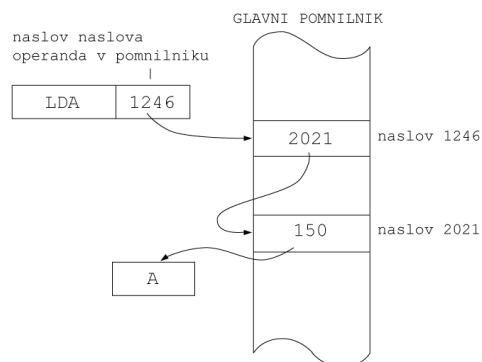 GLAVNI POMNILNIK
naslov naslova
operanda v pomnilniku
LDA 1246
2021 naslov 1246
150 naslov 2021
A